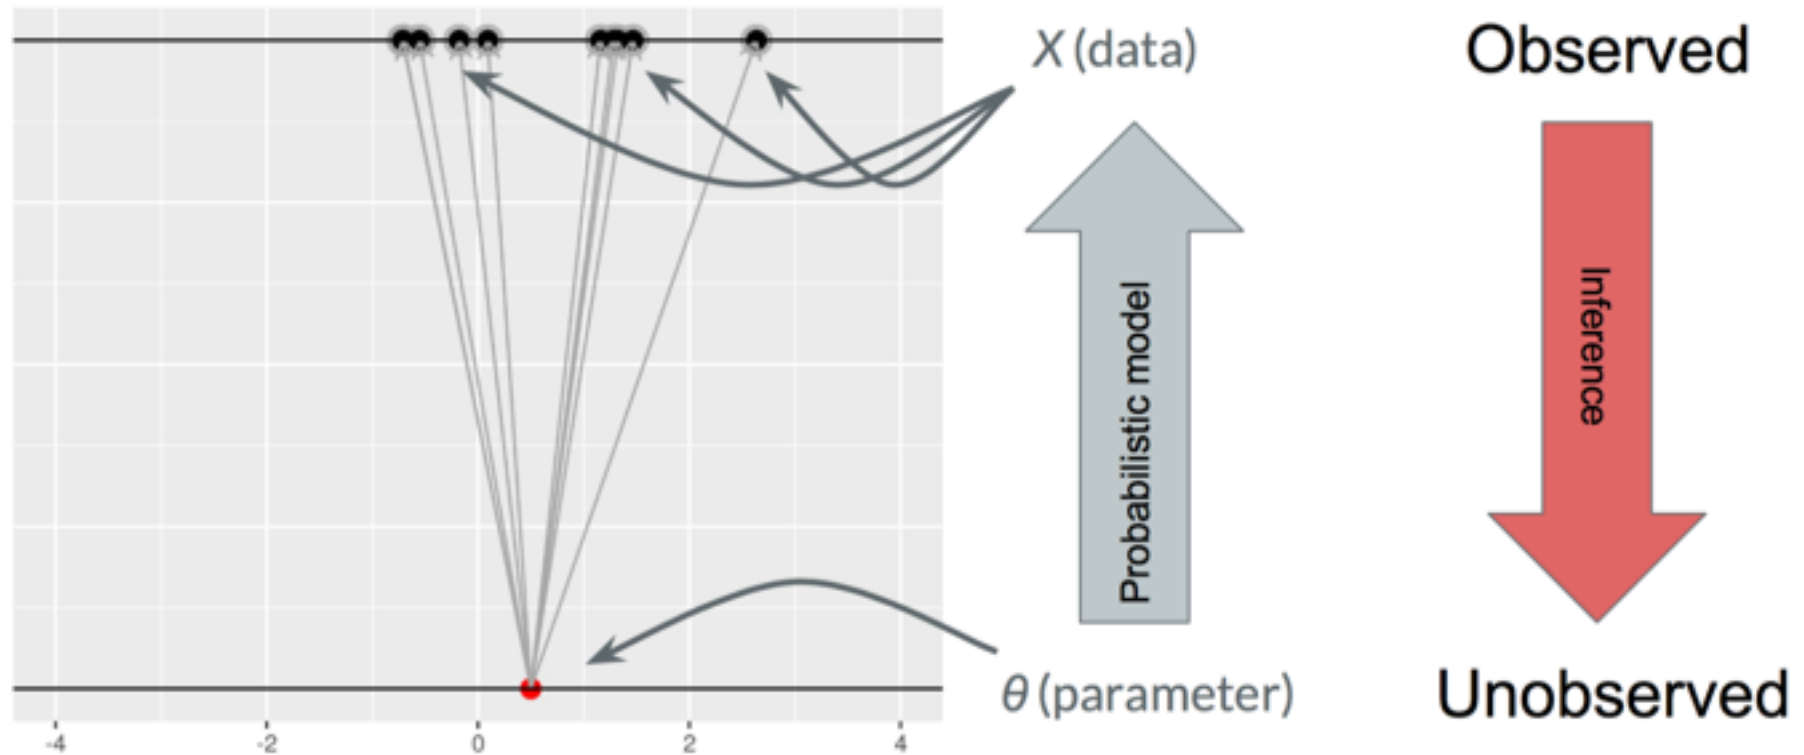 X (data)
Observed
Probabilistic model
Inference
θ (parameter)
Unobserved
-4
-2
0
2
4